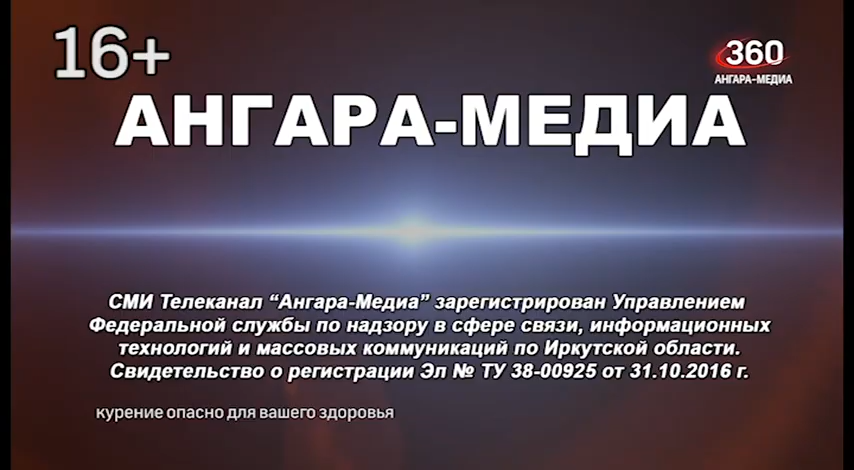 16+
360
АНГАРА-МЕДИА
АНГАРА-МЕДИА
СМИ Телеканал “Ангара-Медиа” зарегистрирован Управлением
Федеральной службы по надзору в сфере связи, информационных
технологий и массовых коммуникаций по Иркутской области.
Свидетельство о регистрации Эл № ТУ 38-00925 от 31.10.2016 г.
курение опасно для вашего здоровья